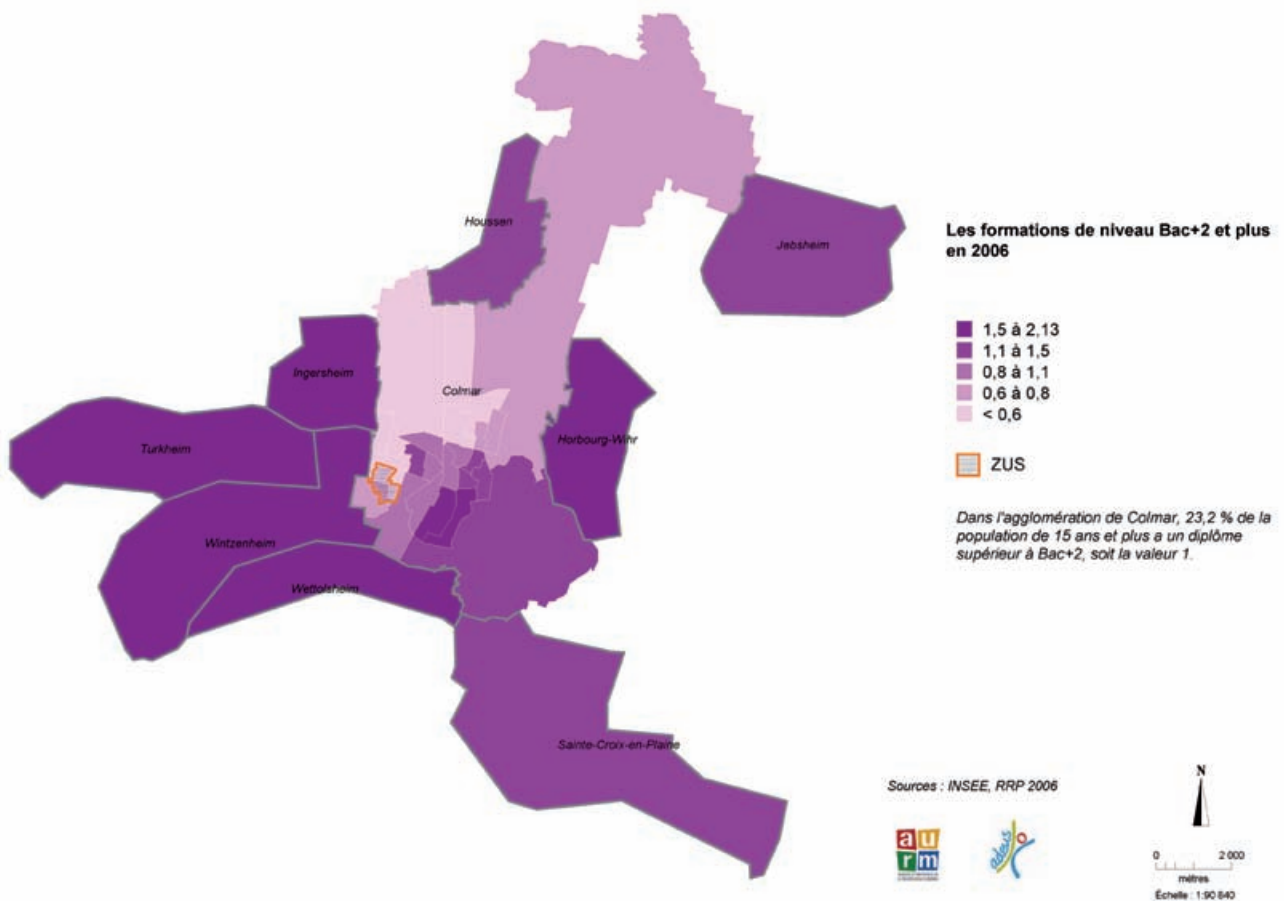 Houssen
Jebsheim
Ingersheim
Colmar
Turkheim
Horbourg-Wihr
Wintzenheim
Wettolsheim
Sainte-Croix-en-Plaine
Les formations de niveau Bac+2 et plus
en 2006
1,5 à 2,13
1,1 à 1,5
0,8 à 1,1
0,6 à 0,8
< 0,6
ZUS
Dans l'agglomération de Colmar, 23,2 % de la
population de 15 ans et plus a un diplôme
supérieur à Bac+2, soit la valeur 1.
Sources : INSEE, RRP 2006
au
rm
adeus
N
0 2 000
mètres
Échelle : 1:90 840